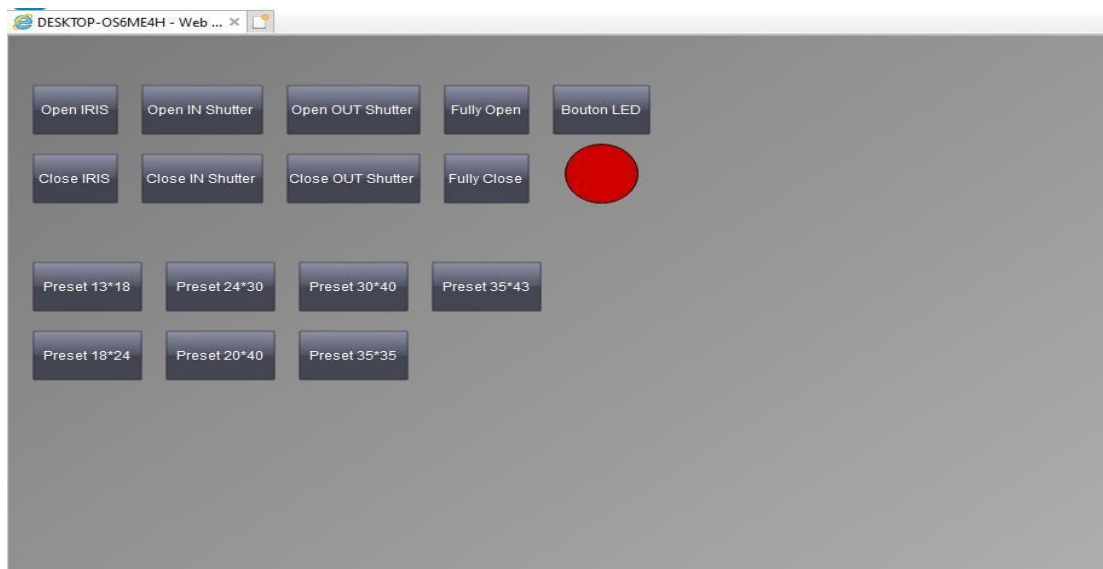 DESKTOP-OS6ME4H - Web ...
Open IRIS Open IN Shutter Open OUT Shutter Fully Open Bouton LED
Close IRIS Close IN Shutter Close OUT Shutter Fully Close
Preset 13*18 Preset 24*30 Preset 30*40 Preset 35*43
Preset 18*24 Preset 20*40 Preset 35*35